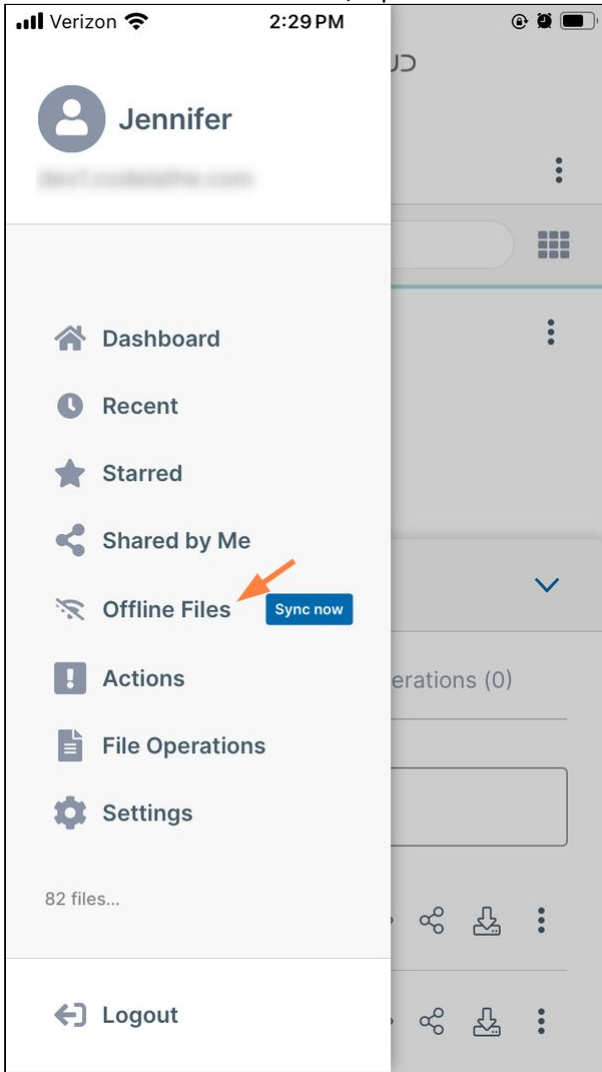 Verizon 2:29 PM
Jennifer
Dashboard
Recent
Starred
Shared by Me
Offline Files Sync now
Actions
erations (0)
File Operations
Settings
82 files...
Logout